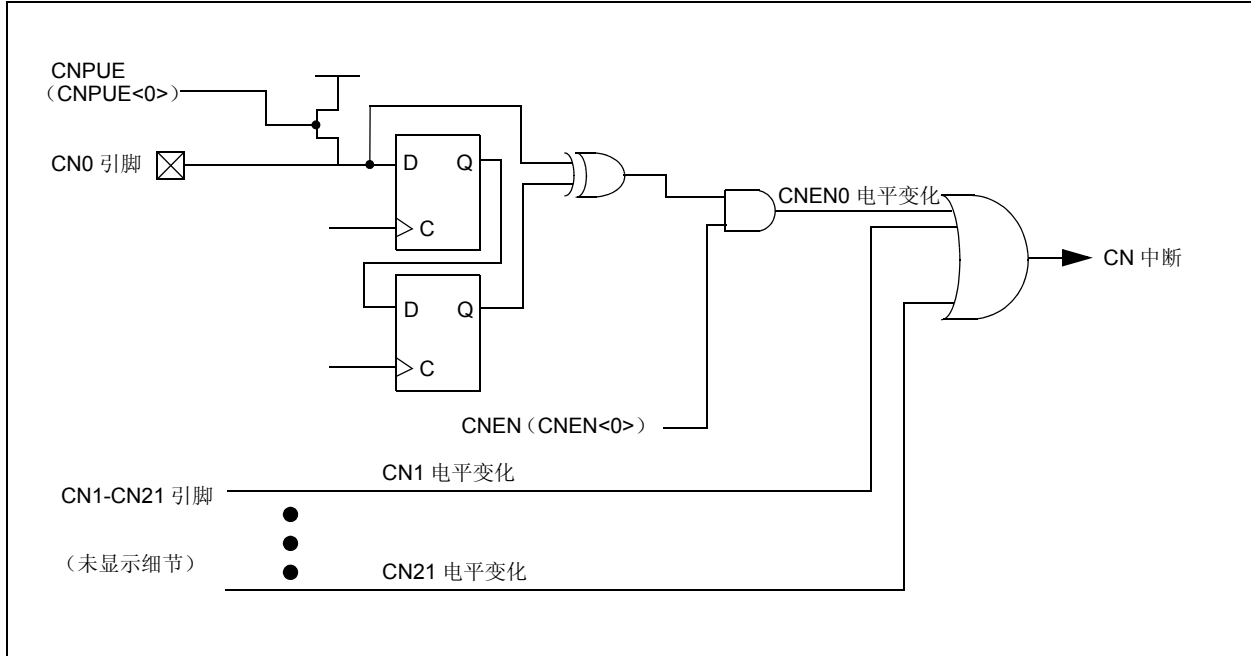 CNPUE
（CNPUE<0>）
CN0 引脚
D
Q
C
D
Q
C
CNEN0 电平变化
CN 中断
CNEN（CNEN<0>）
CN1 电平变化
CN1-CN21 引脚
（未显示细节）
CN21 电平变化